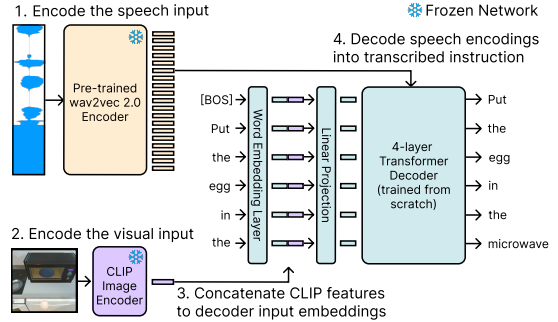 1. Encode the speech input
Frozen Network
Pre-trained
wav2vec 2.0
Encoder
4. Decode speech encodings
into transcribed instruction
[BOS]
Put
the
egg
in
the
Word Embedding Layer
Linear Projection
4-layer
Transformer
Decoder
(trained from
scratch)
Put
the
egg
in
the
microwave
2. Encode the visual input
CLIP
Image
Encoder
3. Concatenate CLIP features
to decoder input embeddings